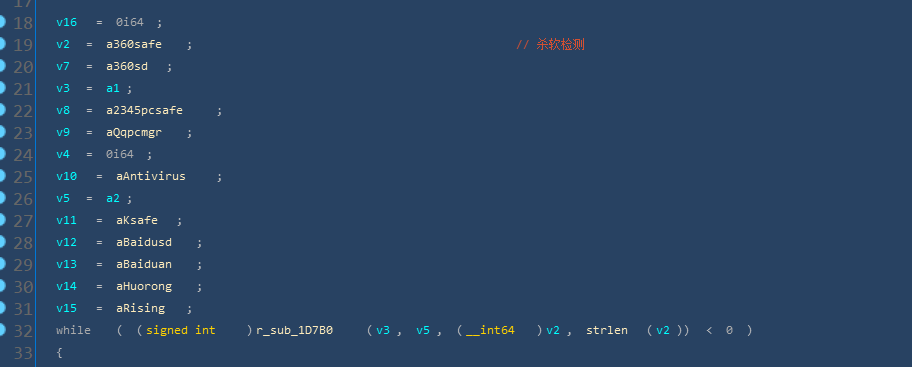 17
18 v16 = 0i64 ;
19 v2 = a360safe ; // 杀软检测
20 v7 = a360sd ;
21 v3 = a1 ;
22 v8 = a2345pcsafe ;
23 v9 = aQqpcmgr ;
24 v4 = 0i64 ;
25 v10 = aAntivirus ;
26 v5 = a2 ;
27 v11 = aKsafe ;
28 v12 = aBaidusd ;
29 v13 = aBaiduan ;
30 v14 = aHuorong ;
31 v15 = aRising ;
32 while ( ( signed int ) r_sub_1D7B0 ( v3 , v5 , ( __int64 ) v2 , strlen ( v2 )) < 0 )
33 {